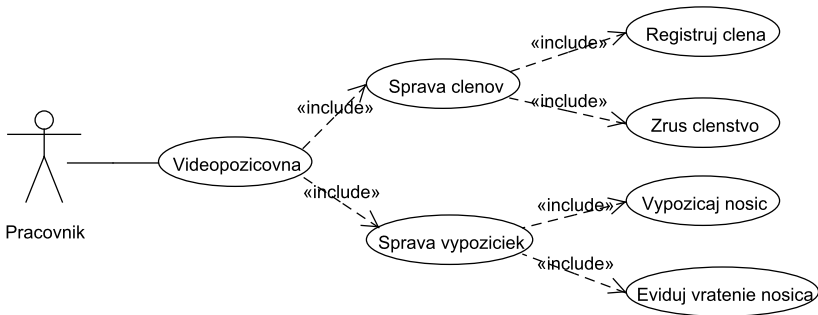 Pracovnik
Videopozicovna
«include»
«include»
Sprava clenov
Sprava vypoziciek
«include»
«include»
«include»
«include»
Registruj clena
Zrus clenstvo
Vypozicaj nosic
Eviduj vratenie nosica